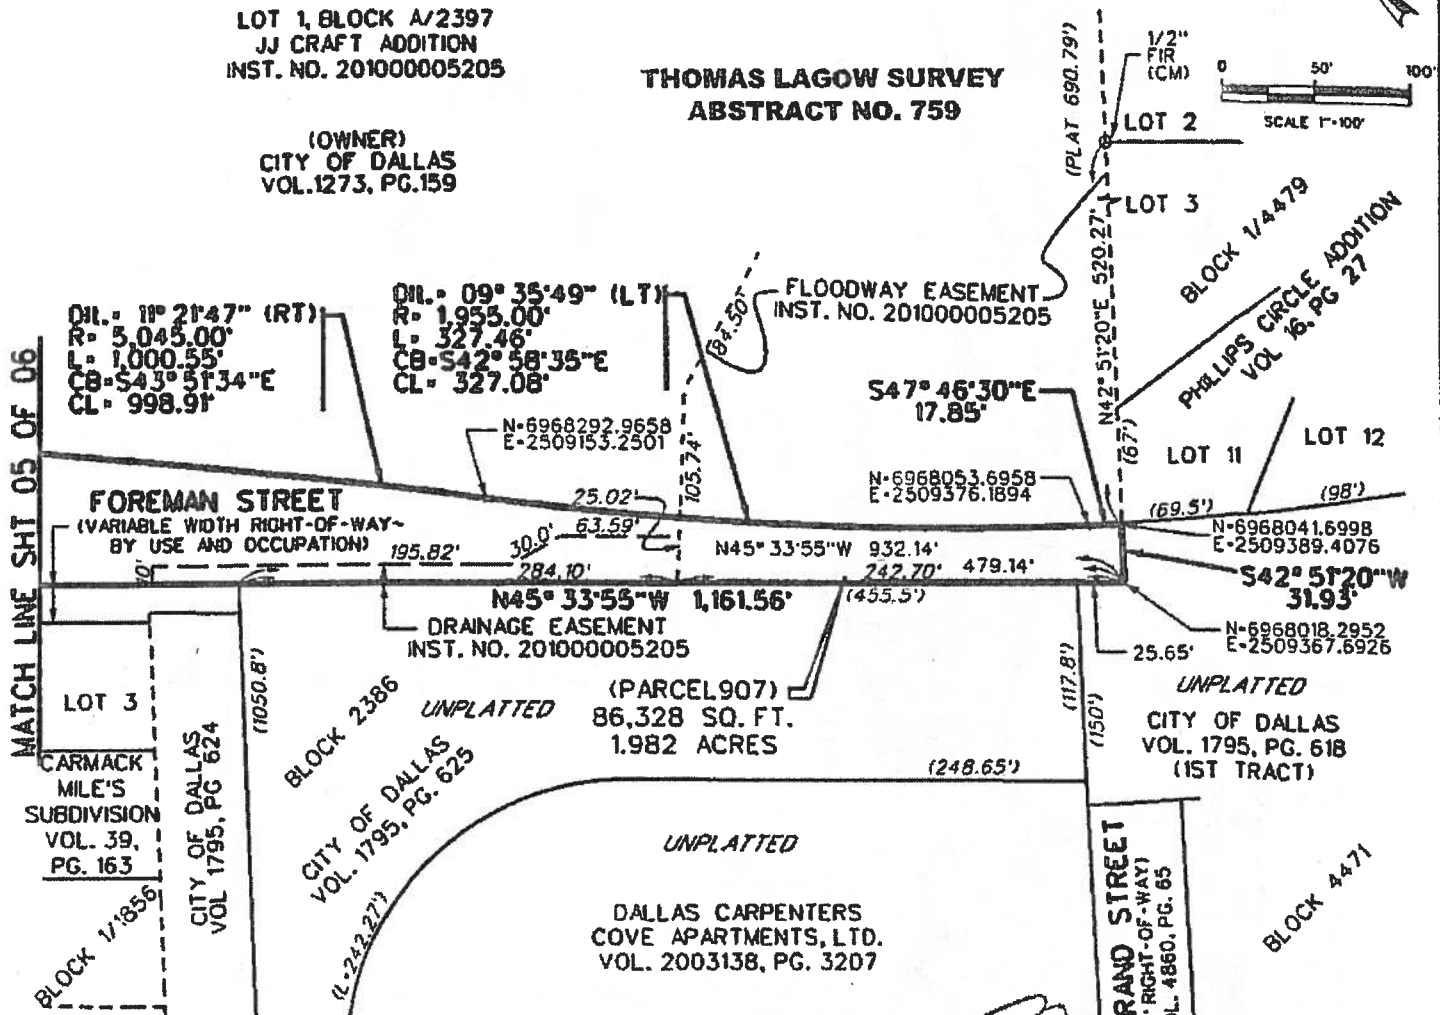 LOT 1, BLOCK A/2397
JJ CRAFT ADDITION
INST. NO. 201000005205
(OWNER)
CITY OF DALLAS
VOL.1273, PG.159
THOMAS LAGOW SURVEY
ABSTRACT NO. 759
(PLAT 690.79')
1/2"
FIR
(CM)
0 50' 100'
SCALE 1"=100'
LOT 2
LOT 3
N42° 51'20"E 520.27'
(67')
BLOCK 1/4479
PHILLIPS CIRCLE ADDITION
VOL 16, PG 27
LOT 11
LOT 12
(69.5')
(98')
MATCH LINE SHT 05 OF 06
11° 21'47" (RT)
R= 5,045.00'
L= 1,000.55'
CB=S43° 51'34"E
CL= 998.91'
09° 35'49" (LT)
R= 1,955.00'
L= 327.46'
CB=S42° 58'35"E
CL= 327.08'
84.50'
FLOODWAY EASEMENT
INST. NO. 201000005205
S47° 46'30"E
17.85'
N=6968292.9658
E=2509153.2501
105.74'
N=6968053.6958
E=2509376.1894
FOREMAN STREET
(VARIABLE WIDTH RIGHT-OF-WAY~
BY USE AND OCCUPATION)
25.02'
63.59'
30.0'
195.82'
10'
N45° 33'55"W 932.14'
284.10'
242.70'
479.14'
N=6968041.6998
E=2509389.4076
S42° 51'20"W
31.93'
N45° 33'55"W 1,161.56'
(455.5')
N=6968018.2952
E=2509367.6926
25.65'
DRAINAGE EASEMENT
INST. NO. 201000005205
LOT 3
(1050.8')
BLOCK 2386
UNPLATTED
(PARCEL907)
86,328 SQ. FT.
1.982 ACRES
(117.8')
(150')
UNPLATTED
CITY OF DALLAS
VOL. 1795, PG. 618
(1ST TRACT)
CARMACK
MILE'S
SUBDIVISION
VOL. 39,
PG. 163
CITY OF DALLAS
VOL 1795, PG 624
CITY OF DALLAS
VOL. 1795, PG. 625
(248.65')
UNPLATTED
(L=242.27')
DALLAS CARPENTERS
COVE APARTMENTS, LTD.
VOL. 2003138, PG. 3207
BLOCK 1/1856
RAND STREET
RIGHT-OF-WAY)
4860, PG. 65
BLOCK 4471